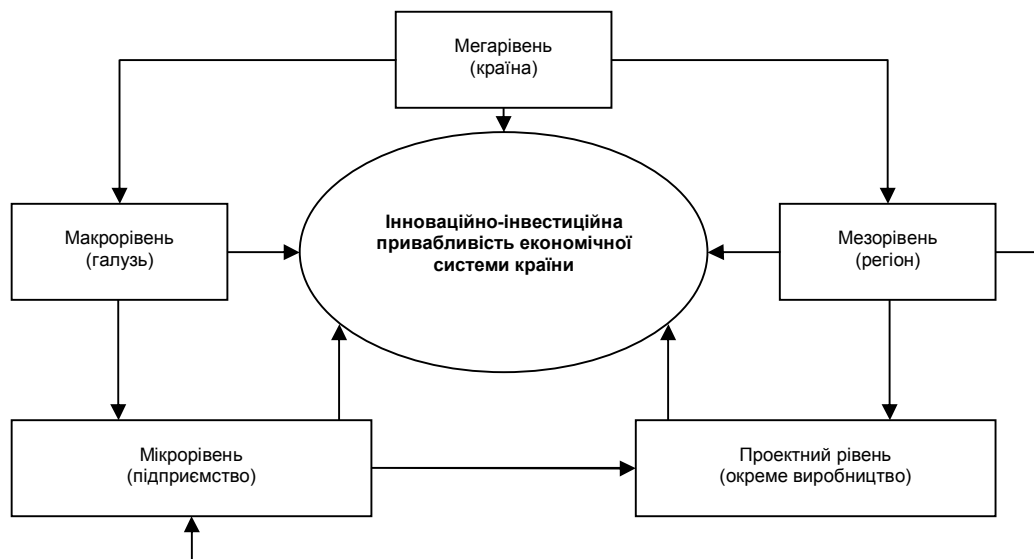 Мегарівень
(країна)
Інноваційно-інвестиційна
привабливість економічної
системи країни
Макрорівень
(галузь)
Мезорівень
(регіон)
Мікрорівень
(підприємство)
Проектний рівень
(окреме виробництво)